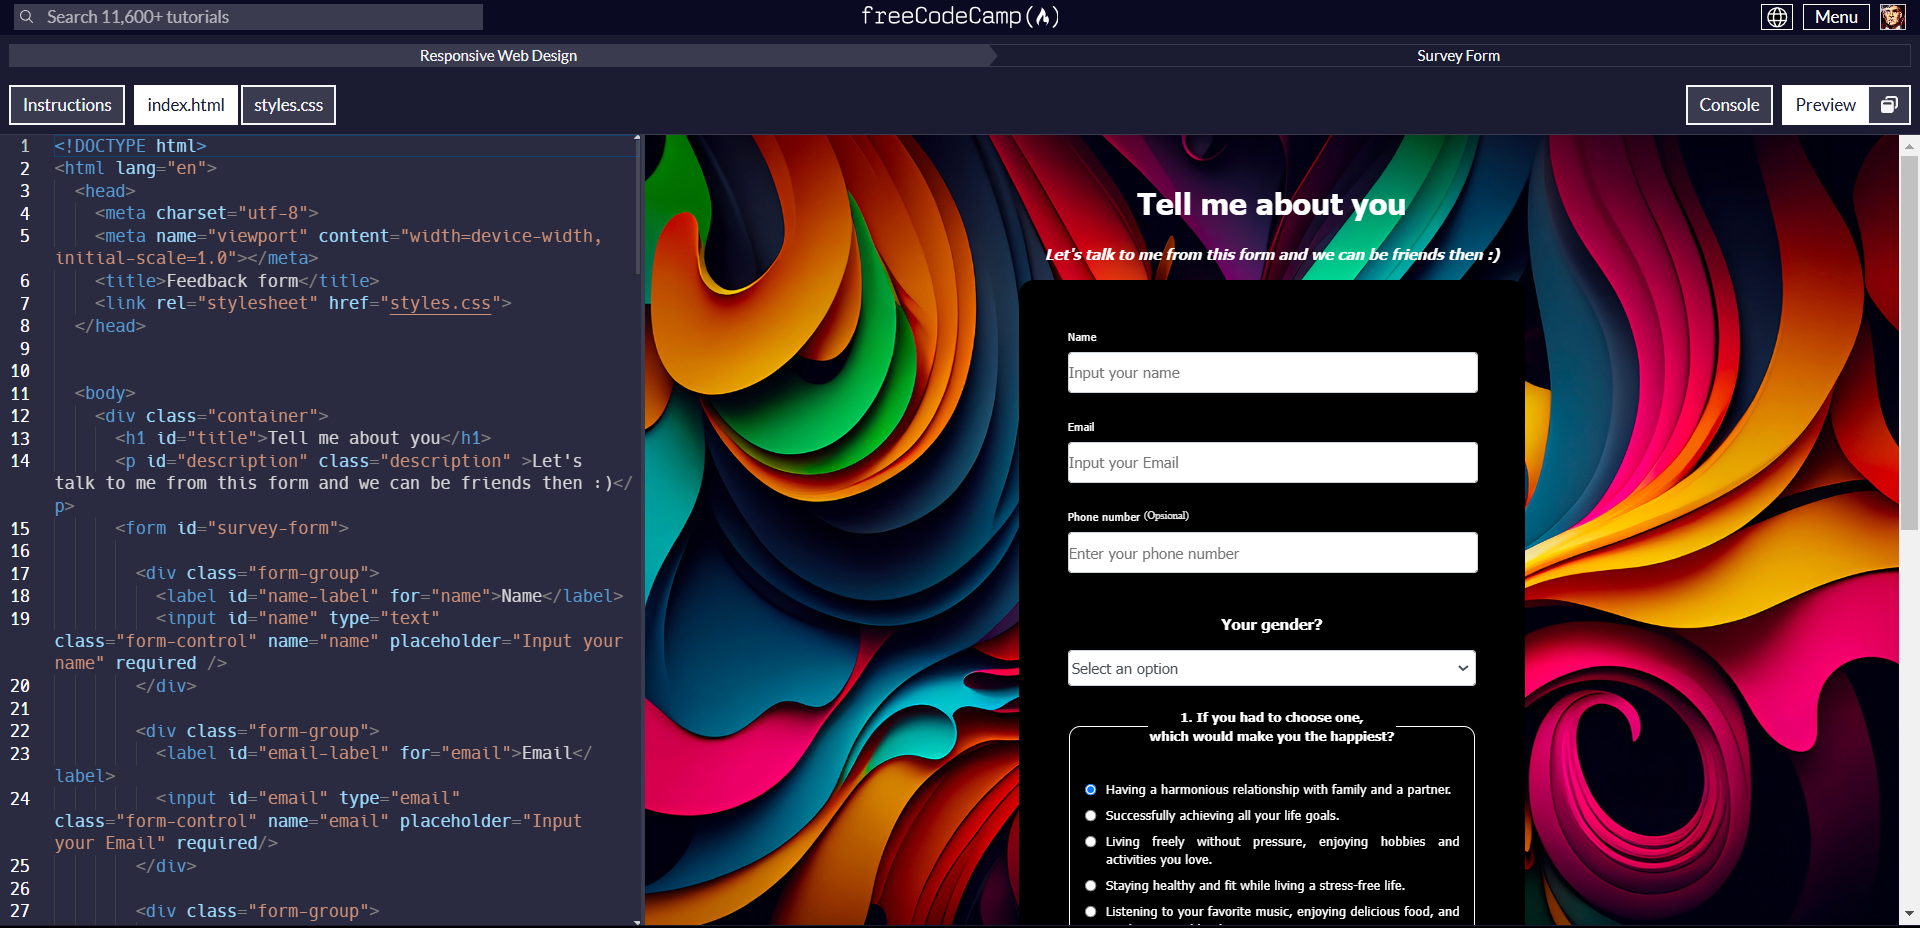 Search 11,600+ tutorials
freeCodeCamp
Menu
Responsive Web Design
Survey Form
Instructions
index.html
styles.css
Console
Preview
1 <!DOCTYPE html>
2 <html lang="en">
3 <head>
4 <meta charset="utf-8">
5 <meta name="viewport" content="width=device-width,
initial-scale=1.0"></meta>
6 <title>Feedback form</title>
7 <link rel="stylesheet" href="styles.css">
8 </head>
9
10
11 <body>
12 <div class="container">
13 <h1 id="title">Tell me about you</h1>
14 <p id="description" class="description" >Let's
talk to me from this form and we can be friends then :)</
p>
15 <form id="survey-form">
16
17 <div class="form-group">
18 <label id="name-label" for="name">Name</label>
19 <input id="name" type="text"
class="form-control" name="name" placeholder="Input your
name" required />
20 </div>
21
22 <div class="form-group">
23 <label id="email-label" for="email">Email</
label>
24 <input id="email" type="email"
class="form-control" name="email" placeholder="Input
your Email" required/>
25 </div>
26
27 <div class="form-group">
Tell me about you
Let's talk to me from this form and we can be friends then :)
Name
Input your name
Email
Input your Email
Phone number (Opsional)
Enter your phone number
Your gender?
Select an option
1. If you had to choose one,
which would make you the happiest?
Having a harmonious relationship with family and a partner.
Successfully achieving all your life goals.
Living freely without pressure, enjoying hobbies and
activities you love.
Staying healthy and fit while living a stress-free life.
Listening to your favorite music, enjoying delicious food, and